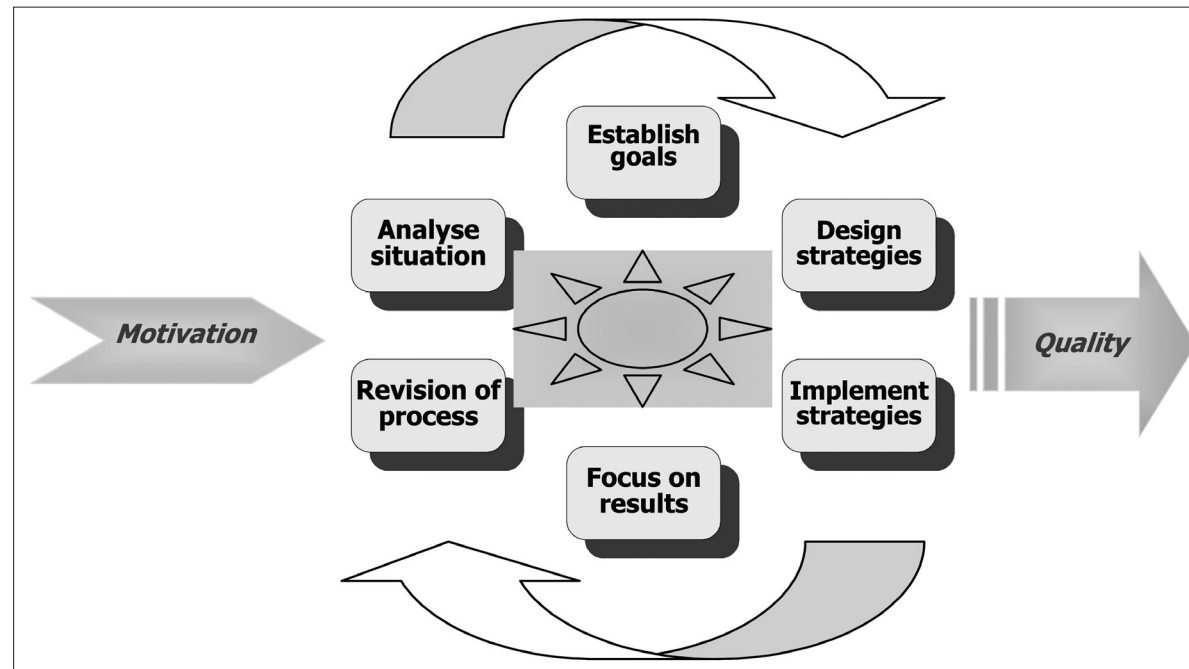 Establish
goals
Analyse
situation
Design
strategies
Motivation
Quality
Revision of
process
Implement
strategies
Focus on
results